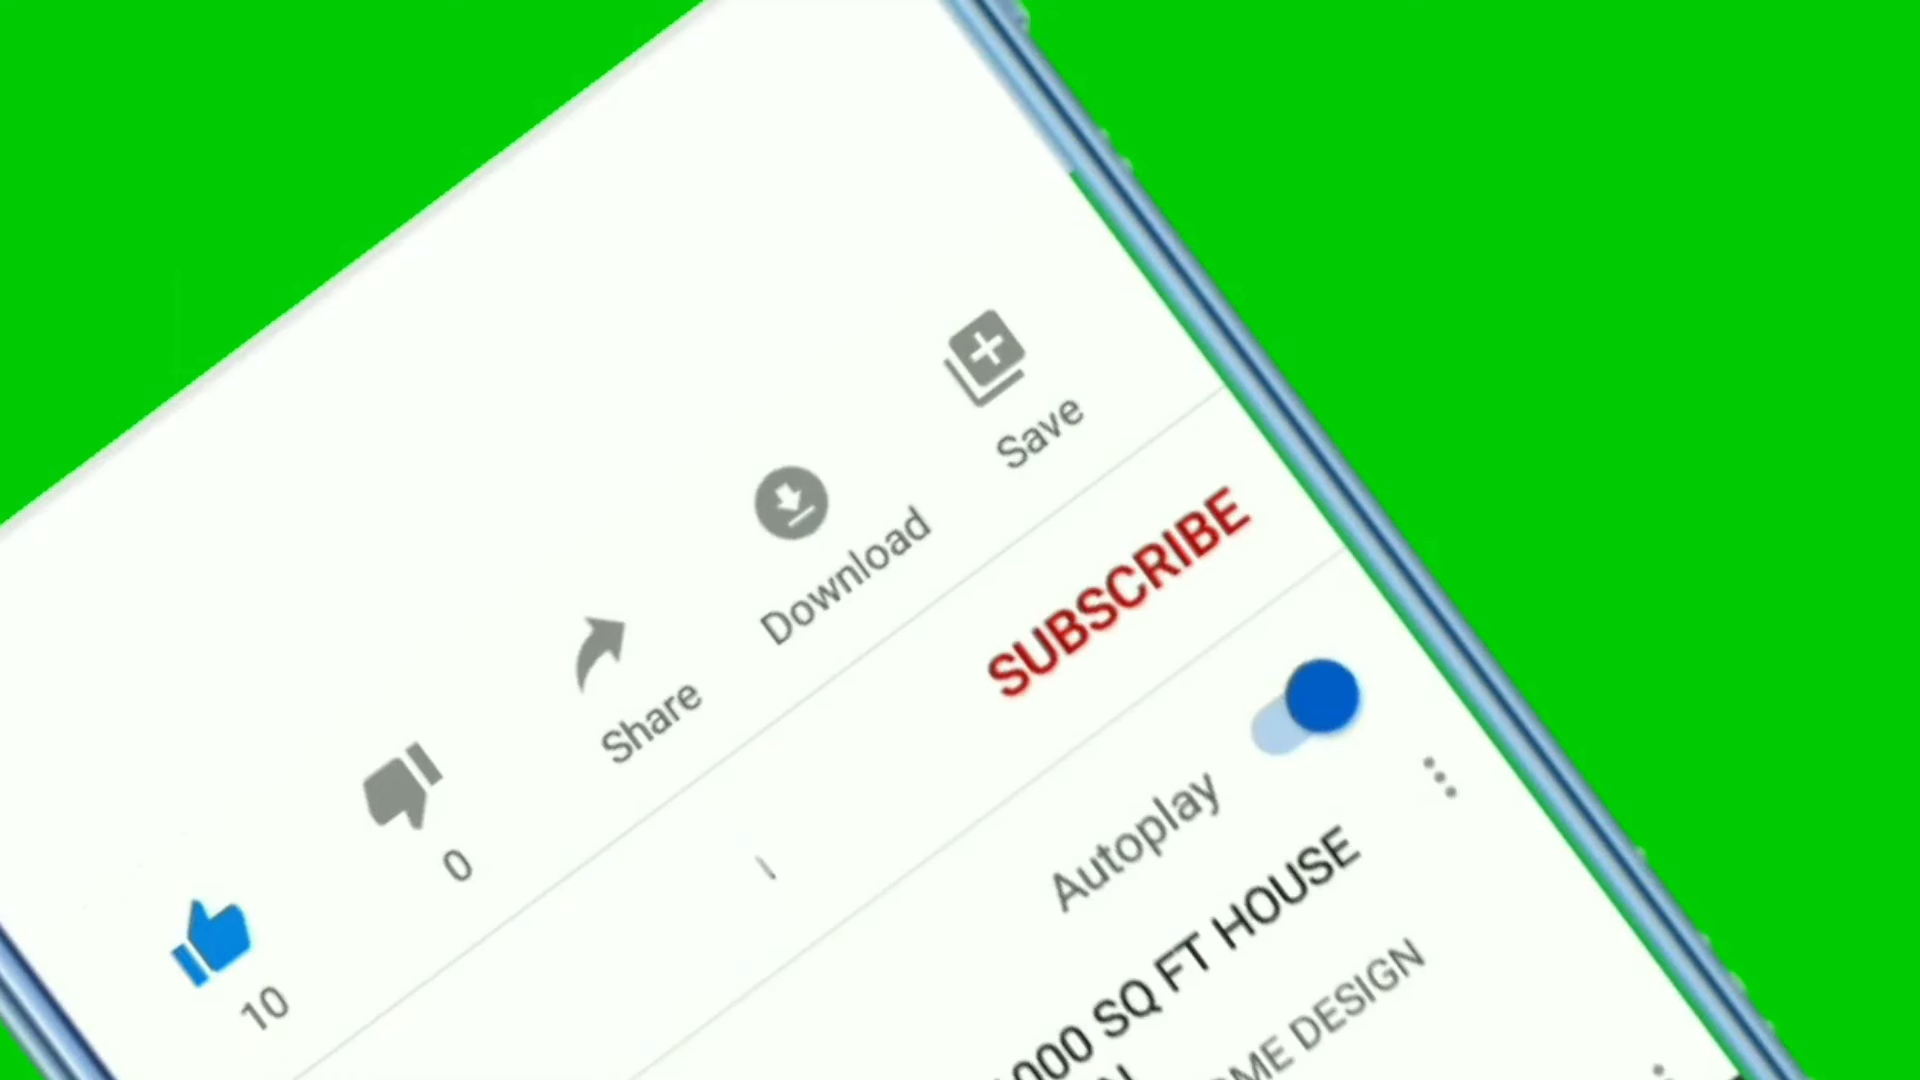 10
0
Share
Download
Save
SUBSCRIBE
Autoplay
000 SQ FT HOUSE
ME DESIGN